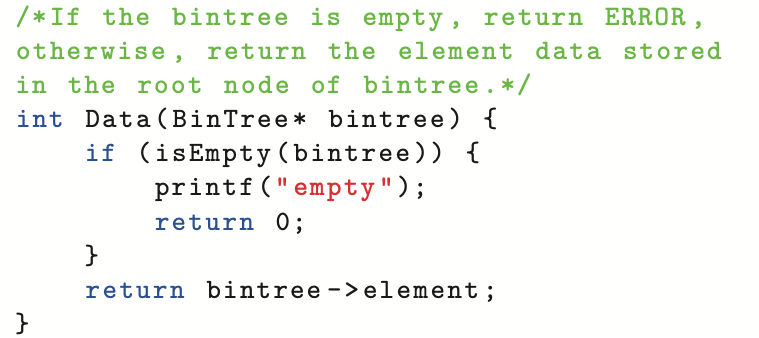 /*If the bintree is empty, return ERROR,
otherwise, return the element data stored
in the root node of bintree.*/
int Data(BinTree* bintree) {
    if (isEmpty(bintree)) {
        printf("empty");
        return 0;
    }
    return bintree->element;
}